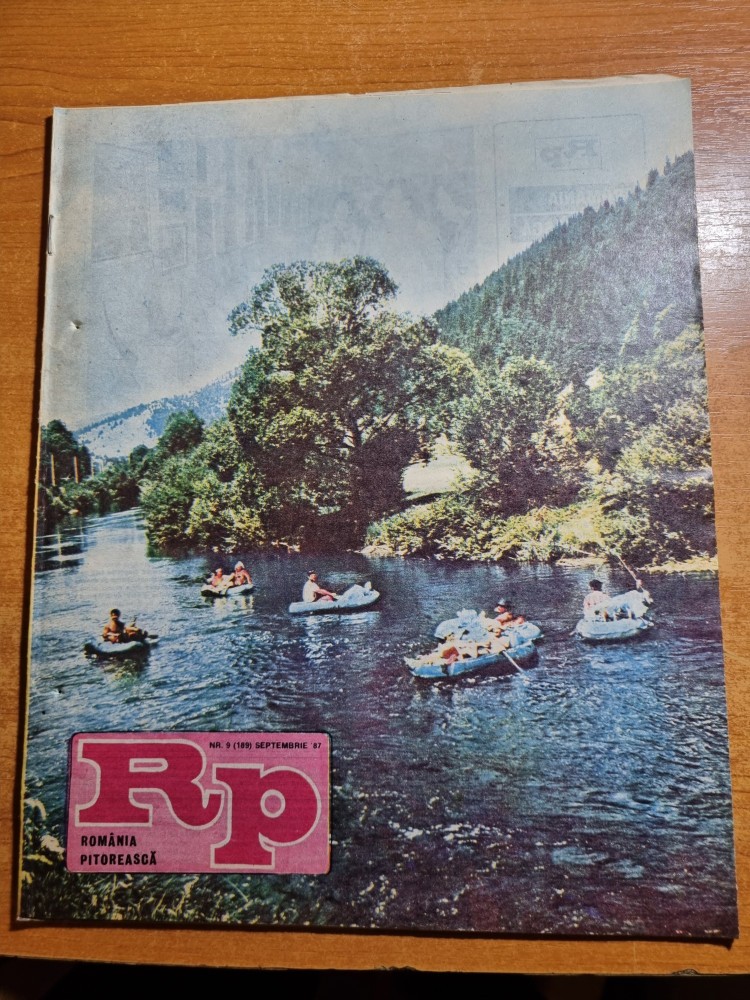 NR. 9 (189) SEPTEMBRIE '87
Rp
ROMÂNIA
PITOREASCĂ